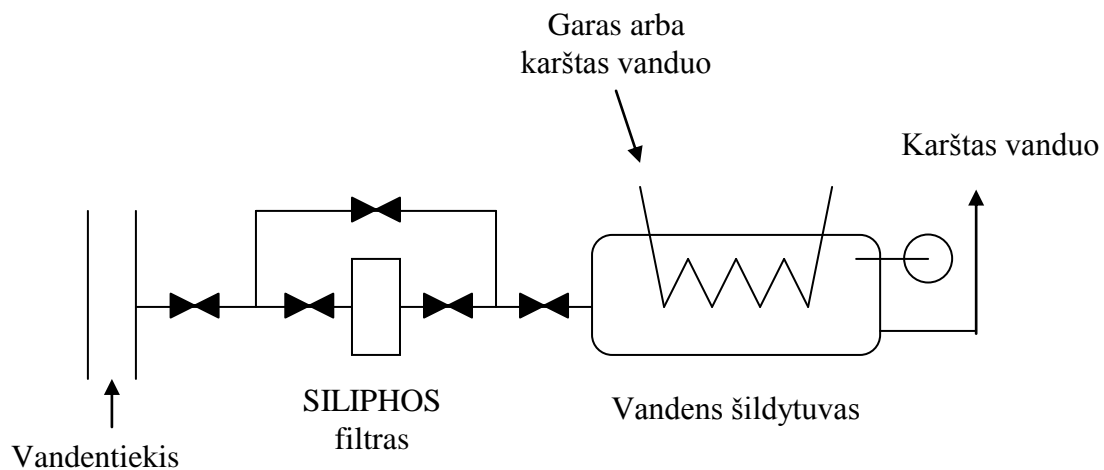 Garas arba
karštas vanduo
Karštas vanduo
SILIPHOS
filtras
Vandens šildytuvas
Vandentiekis